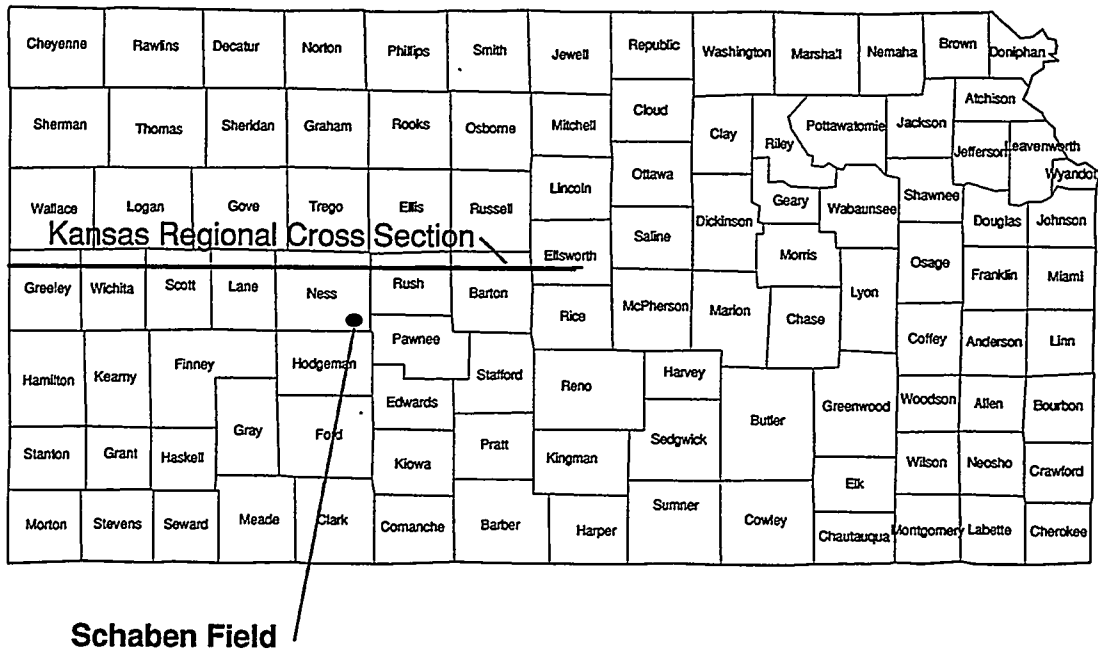 Cheyenne Rawlins Decatur Norton Phillips Smith Jewell Republic Washington Marshall Nemaha Brown Doniphan
Atchison
Sherman Thomas Sheridan Graham Rooks Osborne Mitchell Cloud Clay Riley Pottawatomie Jackson Jefferson Leavenworth
Wyandot
Wallace Logan Gove Trego Ellis Russell Lincoln Ottawa Dickinson Geary Wabaunsee Shawnee Douglas Johnson
Kansas Regional Cross Section
Ellsworth Saline Morris Osage Franklin Miami
Greeley Wichita Scott Lane Ness Rush Barton Rice McPherson Marion Chase Lyon
Pawnee Coffey Anderson Linn
Hamilton Kearny Finney Hodgeman Stafford Reno Harvey
Edwards Butler Greenwood Woodson Allen Bourbon
Gray Ford Pratt Sedgwick
Stanton Grant Haskell Kiowa Kingman Wilson Neosho Crawford
Elk
Morton Stevens Seward Meade Clark Comanche Barber Harper Sumner Cowley Chautauqua Montgomery Labette Cherokee
Schaben Field